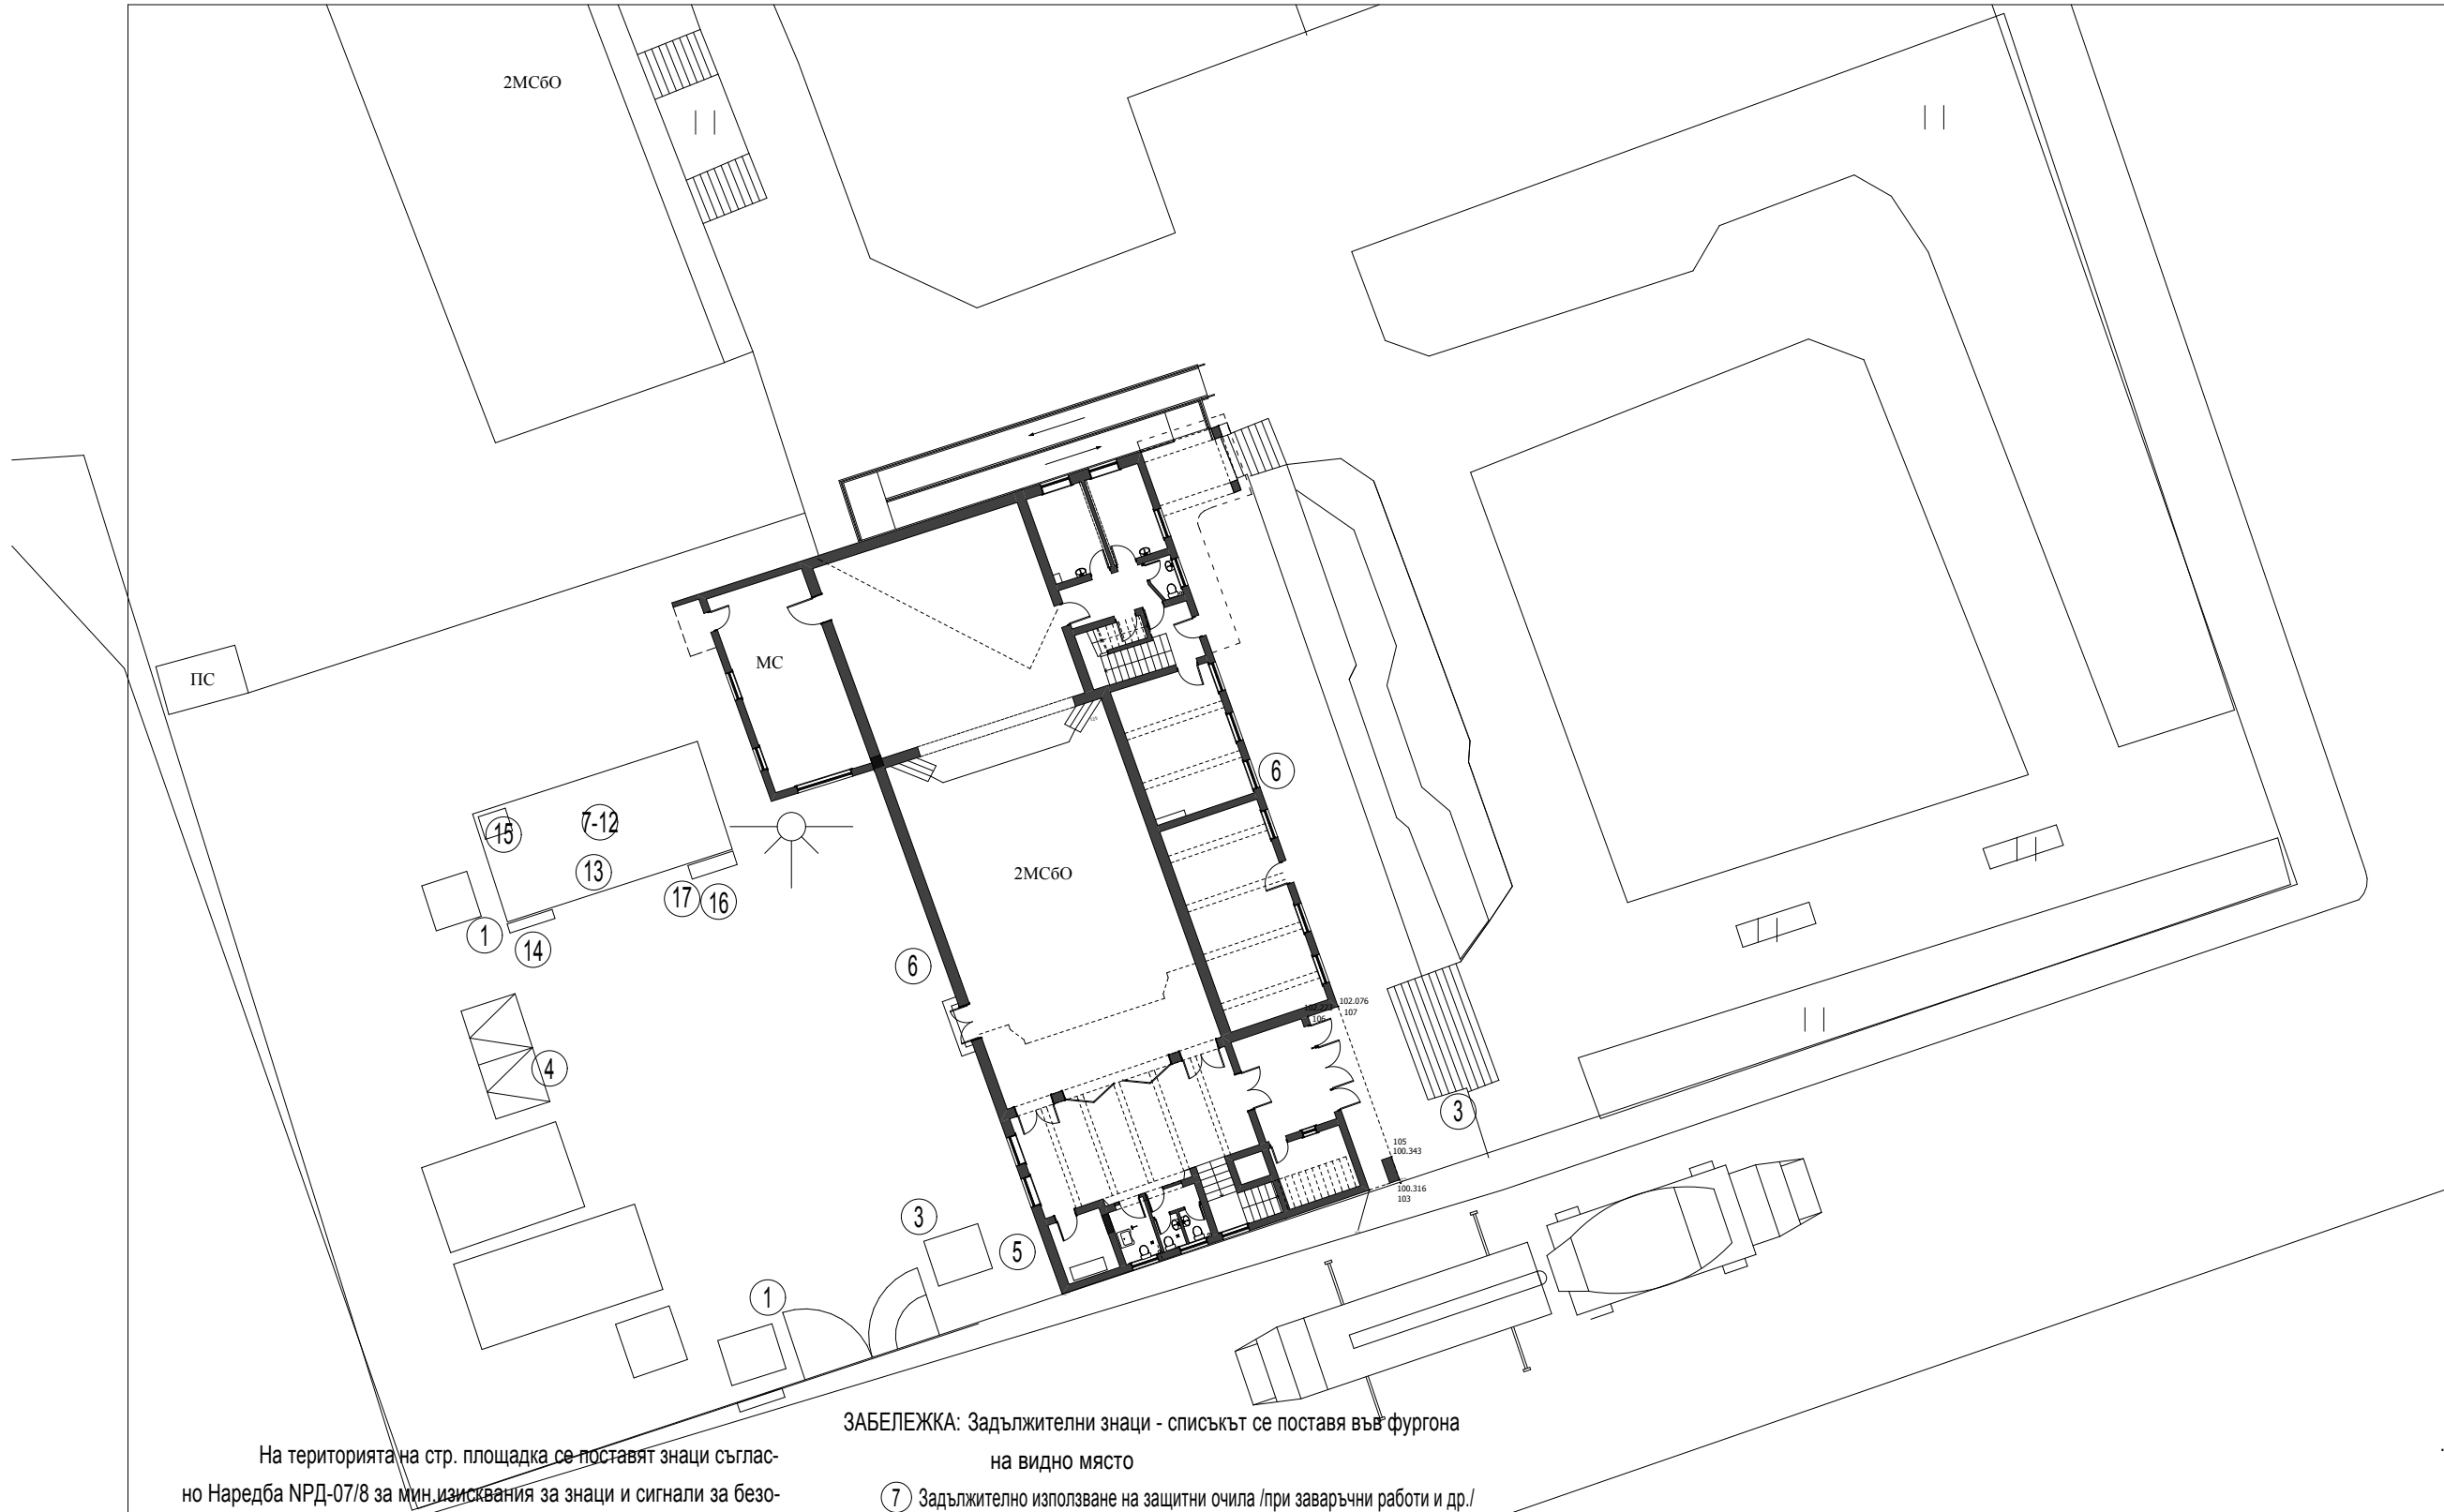 2МСбО
ПС
МС
6
15
7-12
13
2МСбО
17
16
1
14
6
102.076
107
106
4
3
105
100.343
100.316
103
3
5
1
ЗАБЕЛЕЖКА: Задължителни знаци - списъкът се поставя във фургона
на видно място
На територията на стр. площадка се поставят знаци съглас-
но Наредба NРД-07/8 за мин.изисквания за знаци и сигнали за безо-
7 Задължително използване на защитни очила /при заваръчни работи и др./